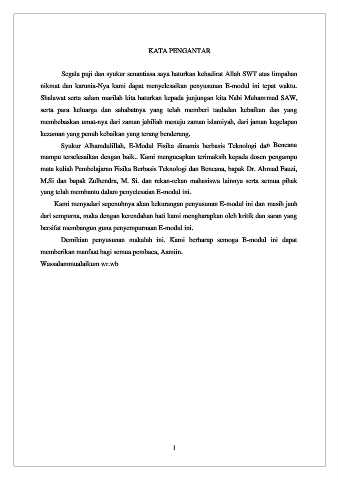 KATA PENGANTAR
Segala puji dan syukur senantiasa saya haturkan kehadirat Allah SWT atas limpahan
nikmat dan karunia-Nya kami dapat menyelesaikan penyusunan E-modul ini tepat waktu.
Shalawat serta salam marilah kita haturkan kepada junjungan kita Nabi Muhammad SAW,
serta para keluarga dan sahabatnya yang telah memberi tauladan kebaikan dan yang
membebaskan umat-nya dari zaman jahiliah menuju zaman islamiyah, dari jaman kegelapan
kezaman yang penuh kebaikan yang terang benderang.
Syukur Alhamdulillah, E-Modul Fisika dinamis berbasis Teknologi dan Bencana
mampu terselesaikan dengan baik.. Kami mengucapkan terimaksih kepada dosen pengampu
mata kuliah Pembelajaran Fisika Berbasis Teknologi dan Bencana, bapak Dr. Ahmad Fauzi,
M.Si dan bapak Zulhendra, M. Si. dan rekan-rekan mahasiswa lainnya serta semua pihak
yang telah membantu dalam penyelesaian E-modul ini.
Kami menyadari sepenuhnya akan kekurangan penyusunan E-modul ini dan masih jauh
dari sempurna, maka dengan kerendahan hati kami mengharapkan oleh kritik dan saran yang
bersifat membangun guna penyempurnaan E-modul ini.
Demikian penyusunan makalah ini. Kami berharap semoga E-modul ini dapat
memberikan manfaat bagi semua pembaca, Aamiin.
Wassalammualaikum wr.wb
1